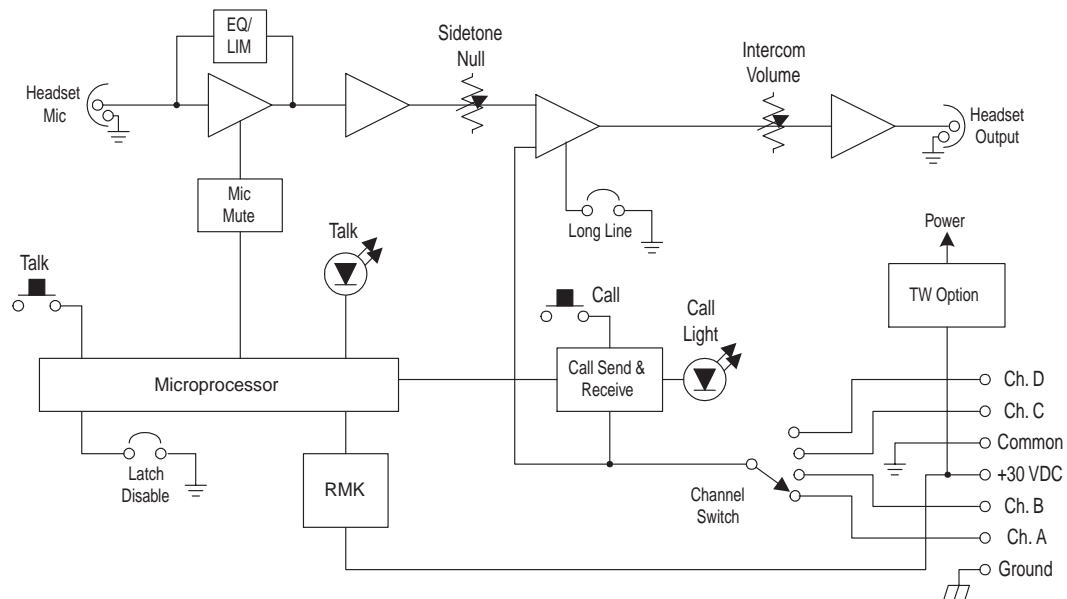 EQ/
LIM
Sidetone
Null
Intercom
Volume
Headset
Mic
Headset
Output
Mic
Mute
Long Line
Talk
Power
Talk
TW Option
Call
Call
Light
Microprocessor
Call Send &
Receive
Ch. D
Ch. C
Common
Latch
Disable
RMK
Channel
Switch
+30 VDC
Ch. B
Ch. A
Ground